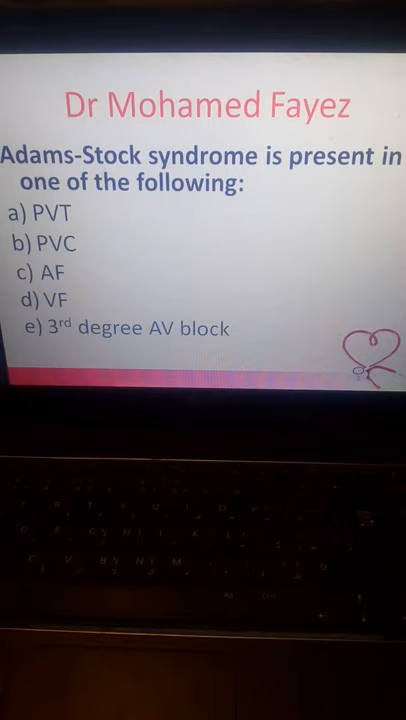 Dr Mohamed Fayez
Adams-Stock syndrome is present in
one of the following:
a) PVT
b) PVC
c) AF
d) VF
e) 3rd degree AV block